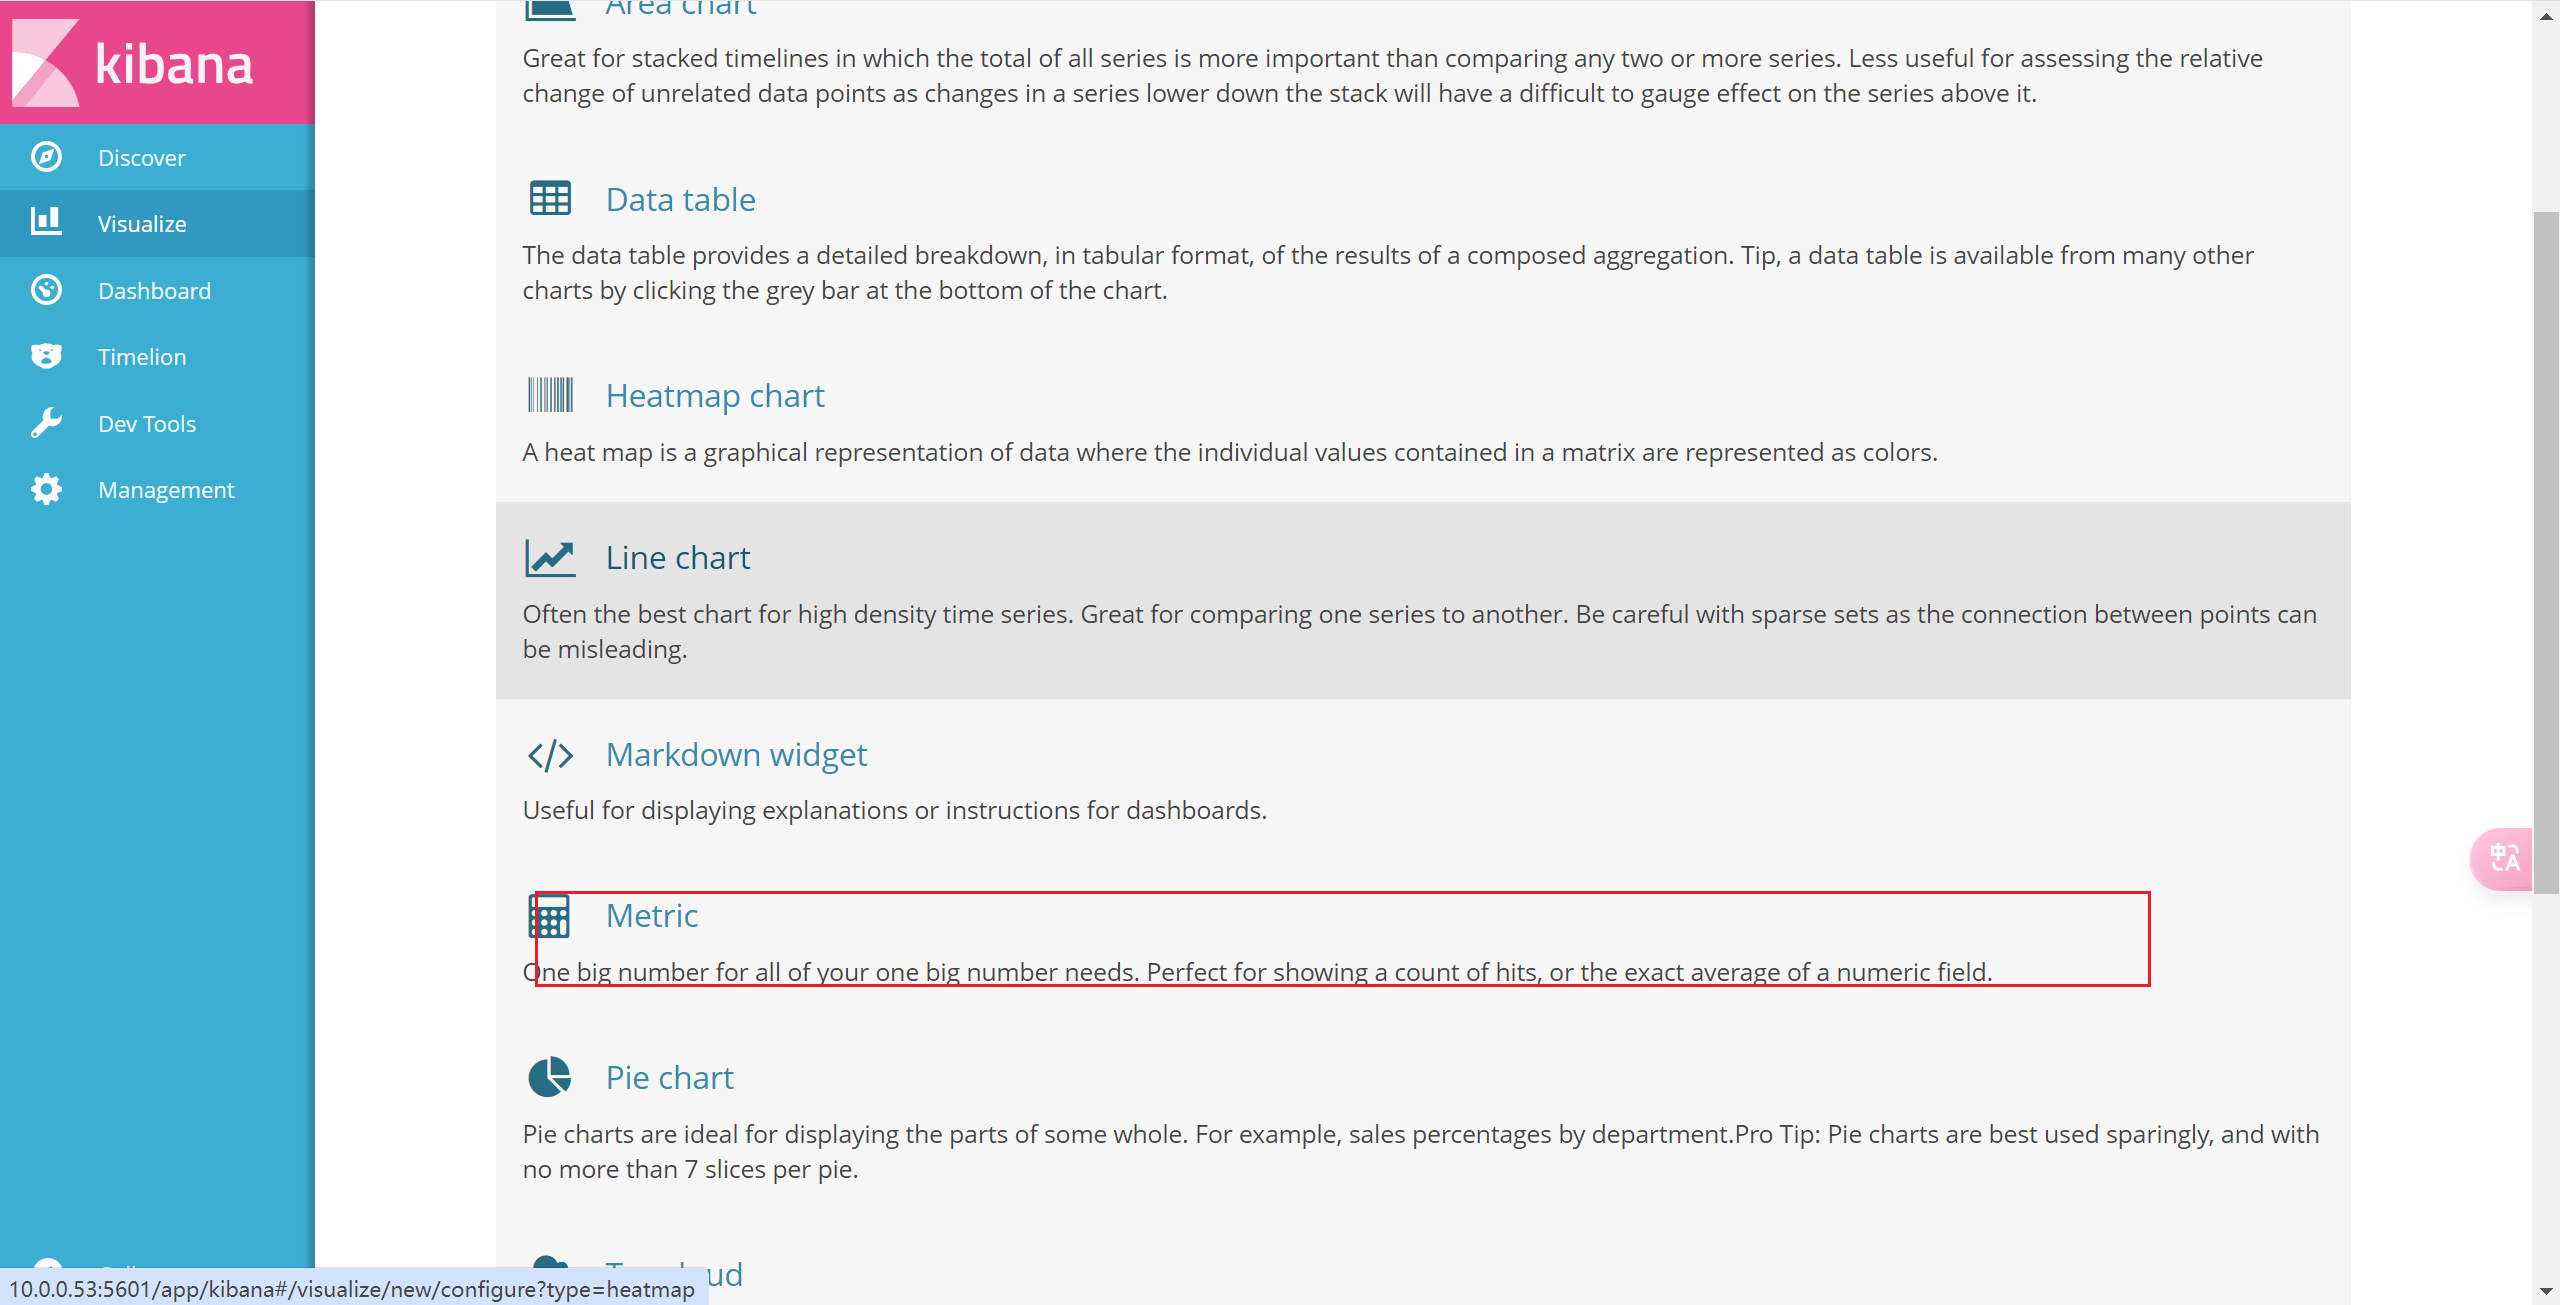 kibana
Discover
Visualize
Dashboard
Timelion
Dev Tools
Management
10.0.0.53:5601/app/kibana#/visualize/new/configure?type=heatmap
Area chart
Great for stacked timelines in which the total of all series is more important than comparing any two or more series. Less useful for assessing the relative
change of unrelated data points as changes in a series lower down the stack will have a difficult to gauge effect on the series above it.
Data table
The data table provides a detailed breakdown, in tabular format, of the results of a composed aggregation. Tip, a data table is available from many other
charts by clicking the grey bar at the bottom of the chart.
Heatmap chart
A heat map is a graphical representation of data where the individual values contained in a matrix are represented as colors.
Line chart
Often the best chart for high density time series. Great for comparing one series to another. Be careful with sparse sets as the connection between points can
be misleading.
Markdown widget
Useful for displaying explanations or instructions for dashboards.
Metric
One big number for all of your one big number needs. Perfect for showing a count of hits, or the exact average of a numeric field.
Pie chart
Pie charts are ideal for displaying the parts of some whole. For example, sales percentages by department.Pro Tip: Pie charts are best used sparingly, and with
no more than 7 slices per pie.
中A